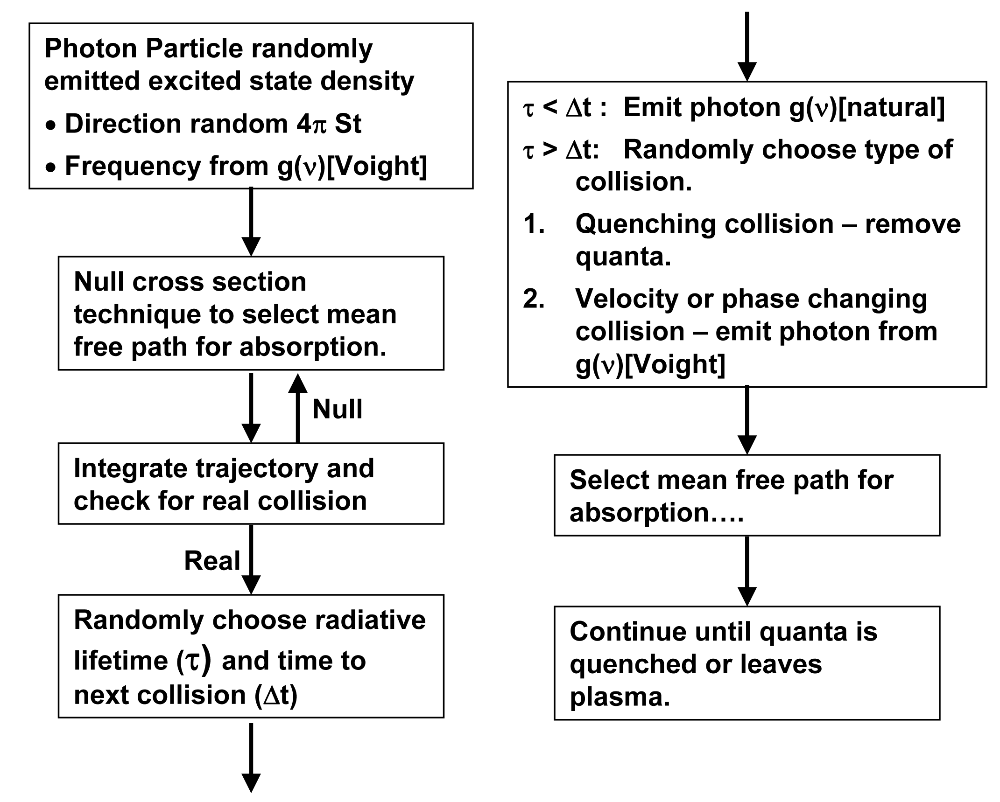 Photon Particle randomly
emitted excited state density
• Direction random 4π St
• Frequency from g(ν)[Voight]
Null cross section
technique to select mean
free path for absorption.
Null
Integrate trajectory and
check for real collision
Real
Randomly choose radiative
lifetime (τ) and time to
next collision (Δt)
τ < Δt : Emit photon g(ν)[natural]
τ > Δt: Randomly choose type of
collision.
1. Quenching collision – remove
quanta.
2. Velocity or phase changing
collision – emit photon from
g(ν)[Voight]
Select mean free path for
absorption….
Continue until quanta is
quenched or leaves
plasma.